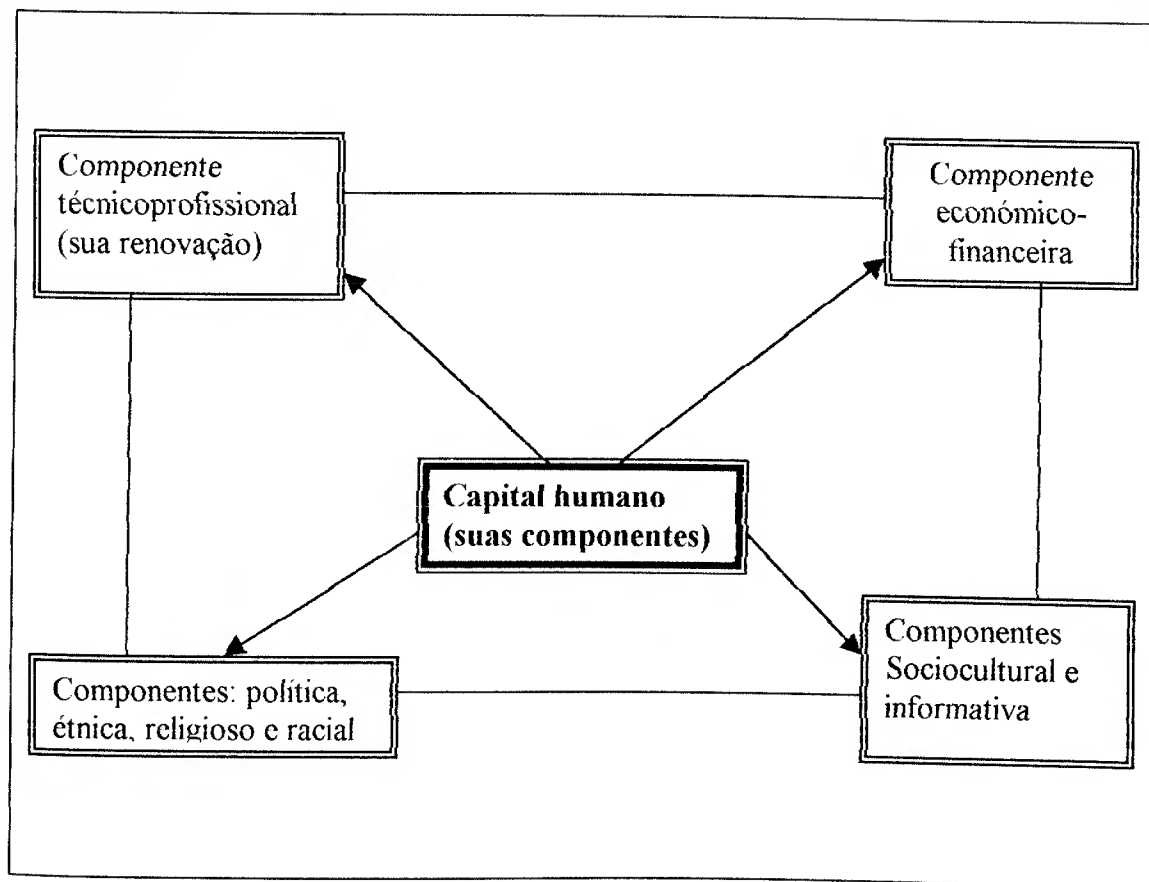 Componente
técnicoprofissional
(sua renovação)
Componente
económico-
financeira
Capital humano
(suas componentes)
Componentes: política,
étnica, religioso e racial
Componentes
Sociocultural e
informativa